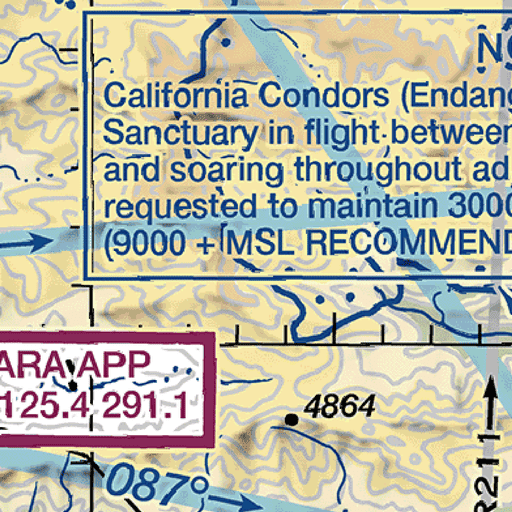 California Condors (Endang
Sanctuary in flight between
and soaring throughout ad
requested to maintain 3000
(9000 + MSL RECOMMEND
ARA APP
125.4 291.1
4864
087°
R211